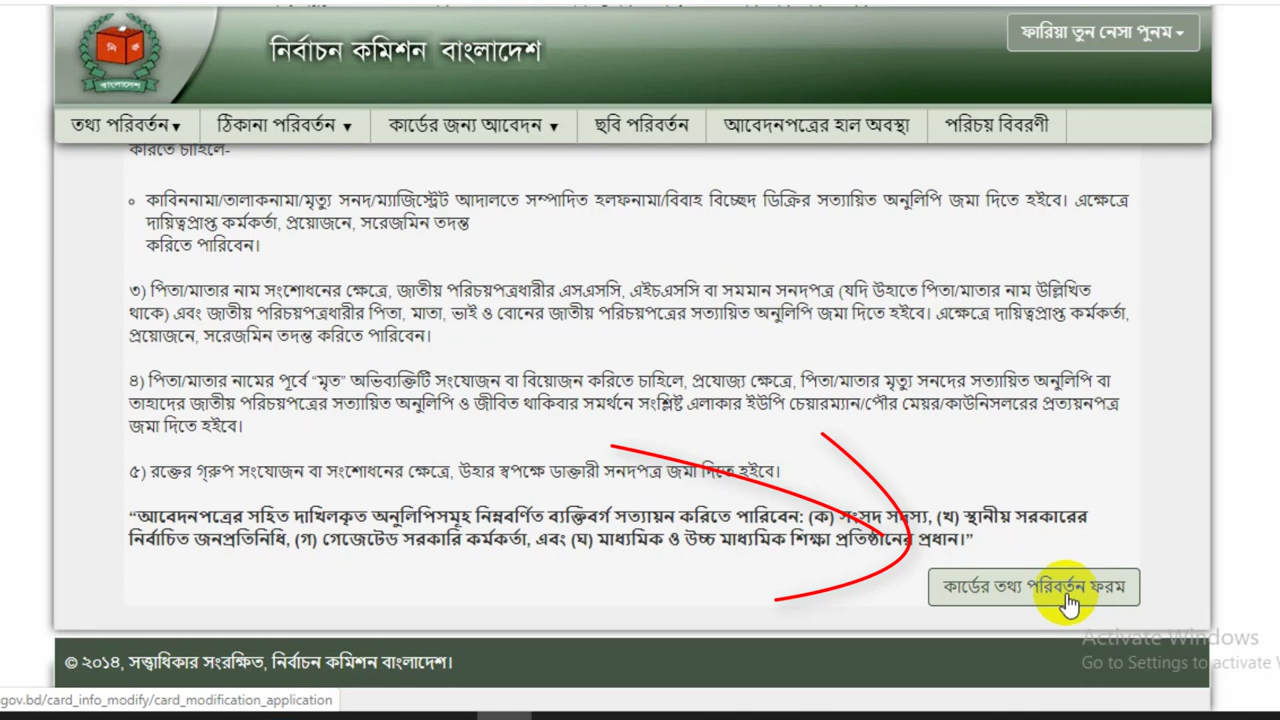 নির্বাচন কমিশন বাংলাদেশ
ফারিয়া তুন নেসা পুনম
বাংলাদেশ
তথ্য পরিবর্তন ঠিকানা পরিবর্তন কার্ডের জন্য আবেদন ছবি পরিবর্তন আবেদনপত্রের হাল অবস্থা পরিচয় বিবরণী
করিতে চাহিলে-
কাবিননামা/তালাকনামা/মৃত্যু সনদ/ম্যাজিস্ট্রেট আদালতে সম্পাদিত হলফনামা/বিবাহ বিচ্ছেদ ডিক্রির সত্যায়িত অনুলিপি জমা দিতে হইবে। এক্ষেত্রে
দায়িত্বপ্রাপ্ত কর্মকর্তা, প্রয়োজনে, সরেজমিন তদন্ত
করিতে পারিবেন।
৩) পিতা/মাতার নাম সংশোধনের ক্ষেত্রে, জাতীয় পরিচয়পত্রধারীর এসএসসি, এইচএসসি বা সমমান সনদপত্র (যদি উহাতে পিতা/মাতার নাম উল্লিখিত
থাকে) এবং জাতীয় পরিচয়পত্রধারীর পিতা, মাতা, ভাই ও বোনের জাতীয় পরিচয়পত্রের সত্যায়িত অনুলিপি জমা দিতে হইবে। এক্ষেত্রে দায়িত্বপ্রাপ্ত কর্মকর্তা,
প্রয়োজনে, সরেজমিন তদন্ত করিতে পারিবেন।
৪) পিতা/মাতার নামের পূর্বে “মৃত” অভিব্যক্তিটি সংযোজন বা বিয়োজন করিতে চাহিলে, প্রযোজ্য ক্ষেত্রে, পিতা/মাতার মৃত্যু সনদের সত্যায়িত অনুলিপি বা
তাহাদের জাতীয় পরিচয়পত্রের সত্যায়িত অনুলিপি ও জীবিত থাকিবার সমর্থনে সংশ্লিষ্ট এলাকার ইউপি চেয়ারম্যান/পৌর মেয়র/কাউনিসলরের প্রত্যয়নপত্র
জমা দিতে হইবে।
৫) রক্তের গ্রুপ সংযোজন বা সংশোধনের ক্ষেত্রে, উহার স্বপক্ষে ডাক্তারী সনদপত্র জমা দিতে হইবে।
“আবেদনপত্রের সহিত দাখিলকৃত অনুলিপিসমূহ নিম্নবর্ণিত ব্যক্তিবর্গ সত্যায়ন করিতে পারিবেন: (ক) সংসদ সদস্য, (খ) স্থানীয় সরকারের
নির্বাচিত জনপ্রতিনিধি, (গ) গেজেটেড সরকারি কর্মকর্তা, এবং (ঘ) মাধ্যমিক ও উচ্চ মাধ্যমিক শিক্ষা প্রতিষ্ঠানের প্রধান।”
কার্ডের তথ্য পরিবর্তন ফরম
Activate Windows
Go to Settings to activate
© ২০১৪, সত্ত্বাধিকার সংরক্ষিত, নির্বাচন কমিশন বাংলাদেশ।
gov.bd/card_info_modify/card_modification_application